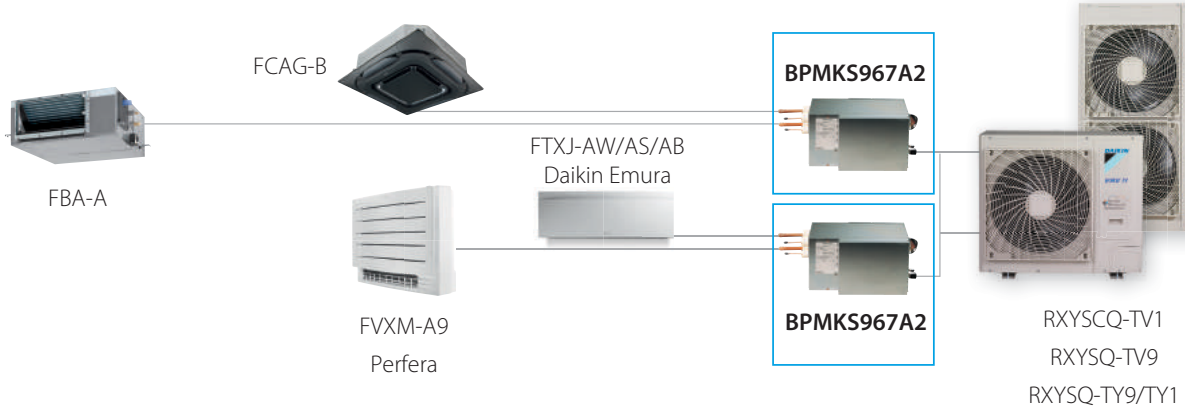 FCAG-B
BPMKS967A2
FTXJ-AW/AS/AB
Daikin Emura
FBA-A
DAIKIN
FVXM-A9
Perfera
BPMKS967A2
RXYSCQ-TV1
RXYSQ-TV9
RXYSQ-TY9/TY1